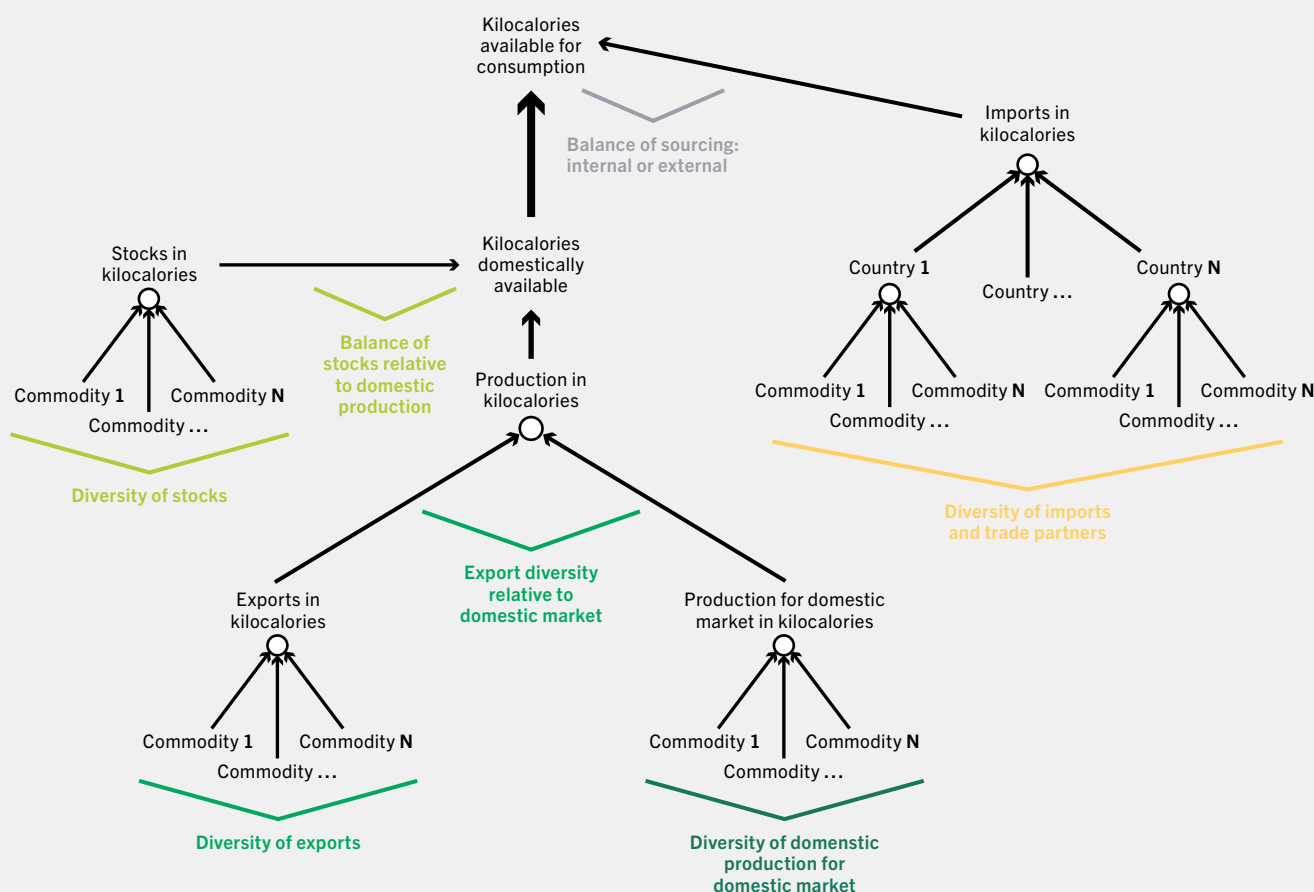 Kilocalories
available for
consumption
Imports in
kilocalories
Balance of sourcing:
internal or external
Stocks in
kilocalories
Kilocalories
domestically
available
Country 1
Country ...
Country N
Balance of
stocks relative
to domestic
production
Production in
kilocalories
Commodity 1
Commodity ...
Commodity N
Diversity of stocks
Commodity 1
Commodity ...
Commodity N
Commodity 1
Commodity ...
Commodity N
Diversity of imports
and trade partners
Export diversity
relative to
domestic market
Exports in
kilocalories
Production for domestic
market in kilocalories
Commodity 1
Commodity ...
Commodity N
Commodity 1
Commodity ...
Commodity N
Diversity of exports
Diversity of domenstic
production for
domestic market